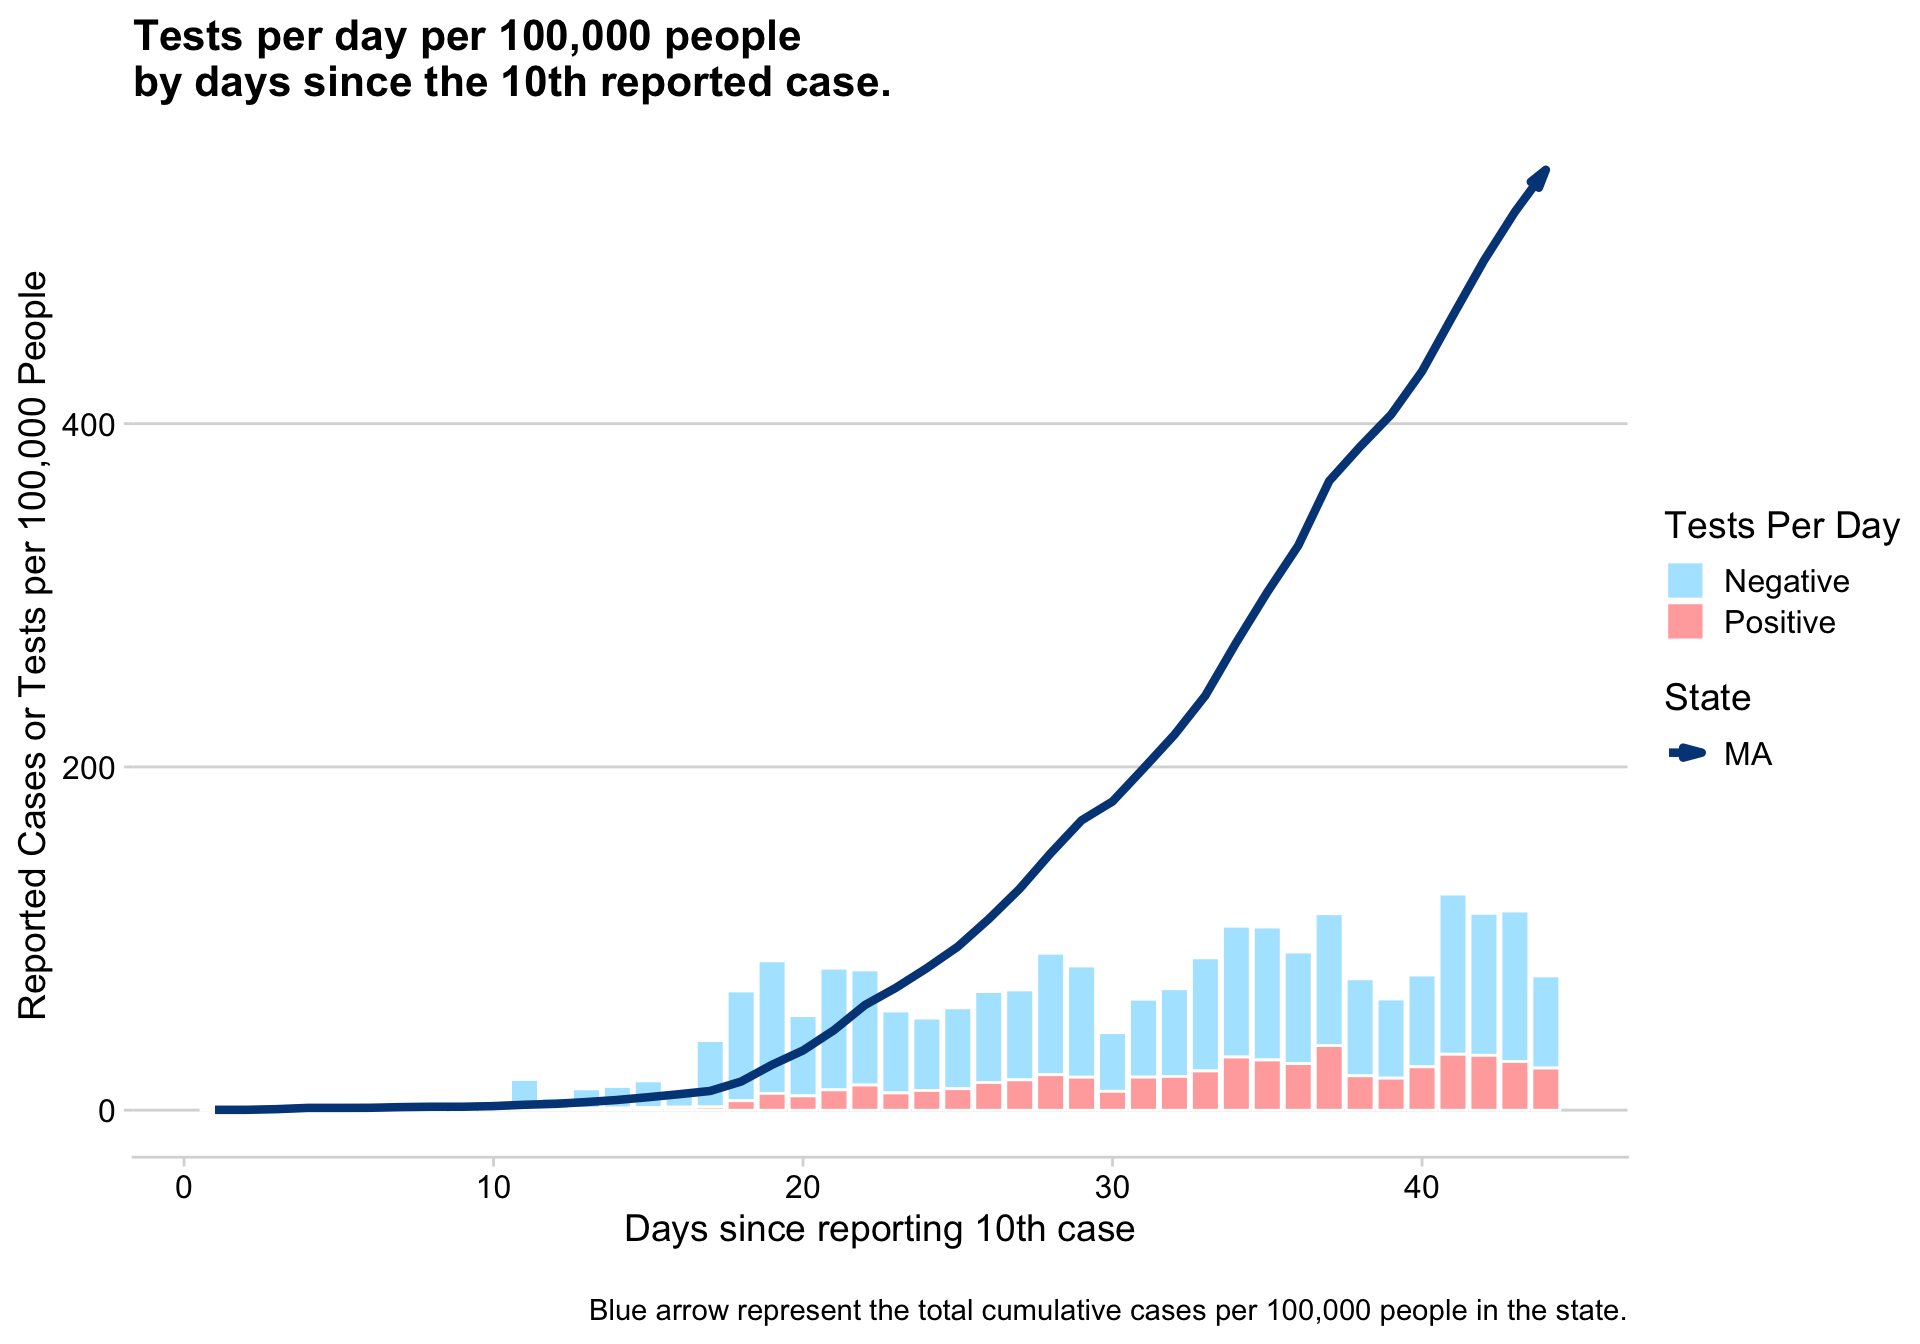 Tests per day per 100,000 people
by days since the 10th reported case.
Reported Cases or Tests per 100,000 People
400
200
0
0
10
20
30
40
Days since reporting 10th case
Tests Per Day
Negative
Positive
State
MA
Blue arrow represent the total cumulative cases per 100,000 people in the state.